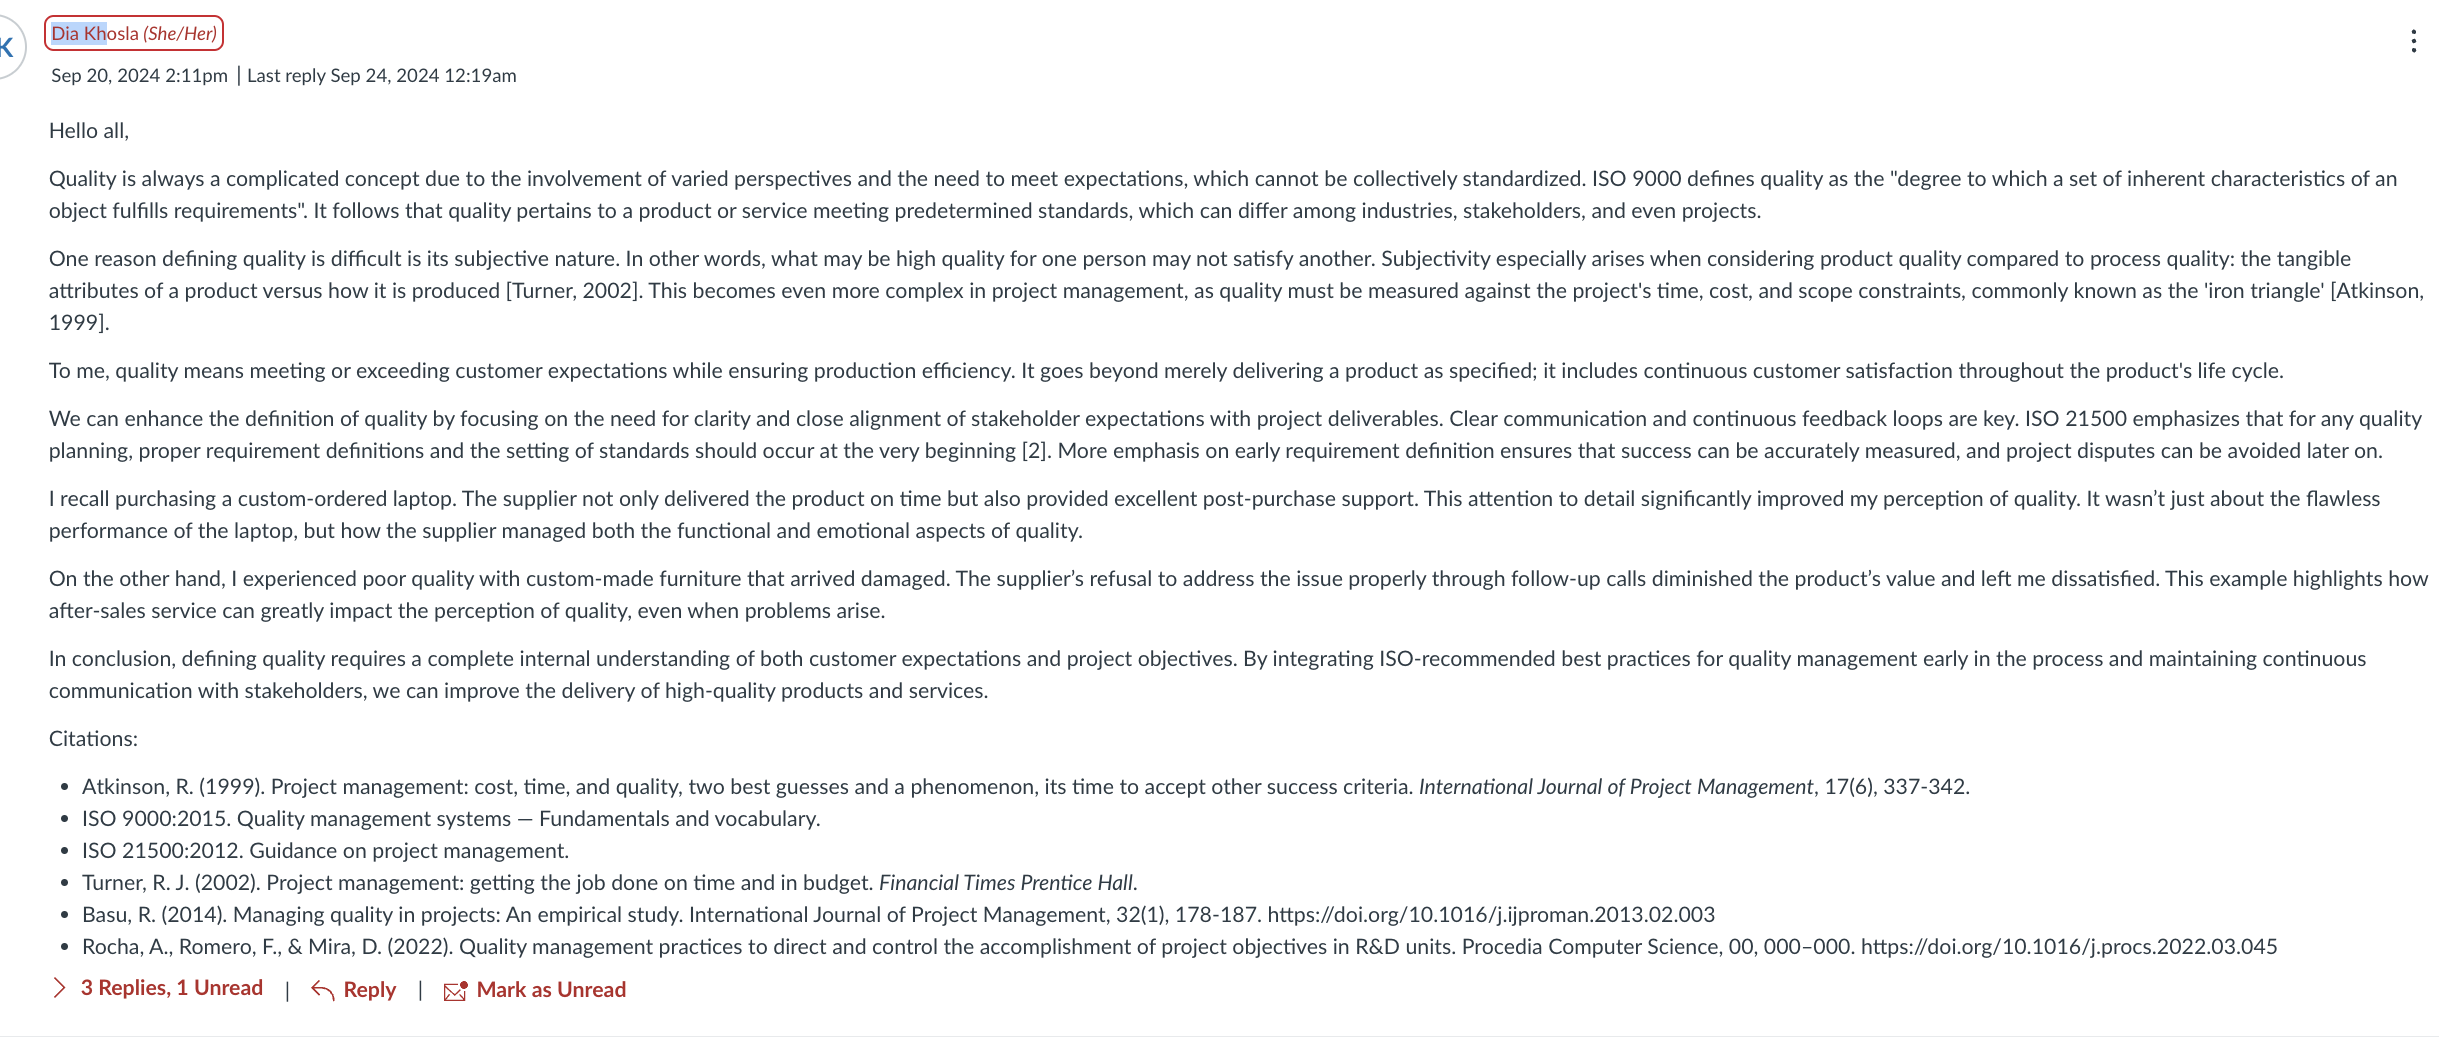 K
Dia Khosla (She/Her)
Sep 20, 2024 2:11pm | Last reply Sep 24, 2024 12:19am
Hello all,
Quality is always a complicated concept due to the involvement of varied perspectives and the need to meet expectations, which cannot be collectively standardized. ISO 9000 defines quality as the "degree to which a set of inherent characteristics of an
object fulfills requirements". It follows that quality pertains to a product or service meeting predetermined standards, which can differ among industries, stakeholders, and even projects.
One reason defining quality is difficult is its subjective nature. In other words, what may be high quality for one person may not satisfy another. Subjectivity especially arises when considering product quality compared to process quality: the tangible
attributes of a product versus how it is produced [Turner, 2002]. This becomes even more complex in project management, as quality must be measured against the project's time, cost, and scope constraints, commonly known as the 'iron triangle' [Atkinson,
1999].
To me, quality means meeting or exceeding customer expectations while ensuring production efficiency. It goes beyond merely delivering a product as specified; it includes continuous customer satisfaction throughout the product's life cycle.
We can enhance the definition of quality by focusing on the need for clarity and close alignment of stakeholder expectations with project deliverables. Clear communication and continuous feedback loops are key. ISO 21500 emphasizes that for any quality
planning, proper requirement definitions and the setting of standards should occur at the very beginning [2]. More emphasis on early requirement definition ensures that success can be accurately measured, and project disputes can be avoided later on.
I recall purchasing a custom-ordered laptop. The supplier not only delivered the product on time but also provided excellent post-purchase support. This attention to detail significantly improved my perception of quality. It wasn’t just about the flawless
performance of the laptop, but how the supplier managed both the functional and emotional aspects of quality.
On the other hand, I experienced poor quality with custom-made furniture that arrived damaged. The supplier’s refusal to address the issue properly through follow-up calls diminished the product’s value and left me dissatisfied. This example highlights how
after-sales service can greatly impact the perception of quality, even when problems arise.
In conclusion, defining quality requires a complete internal understanding of both customer expectations and project objectives. By integrating ISO-recommended best practices for quality management early in the process and maintaining continuous
communication with stakeholders, we can improve the delivery of high-quality products and services.
Citations:
• Atkinson, R. (1999). Project management: cost, time, and quality, two best guesses and a phenomenon, its time to accept other success criteria. International Journal of Project Management, 17(6), 337-342.
• ISO 9000:2015. Quality management systems — Fundamentals and vocabulary.
• ISO 21500:2012. Guidance on project management.
• Turner, R. J. (2002). Project management: getting the job done on time and in budget. Financial Times Prentice Hall.
• Basu, R. (2014). Managing quality in projects: An empirical study. International Journal of Project Management, 32(1), 178-187. https://doi.org/10.1016/j.ijproman.2013.02.003
• Rocha, A., Romero, F., & Mira, D. (2022). Quality management practices to direct and control the accomplishment of project objectives in R&D units. Procedia Computer Science, 00, 000–000. https://doi.org/10.1016/j.procs.2022.03.045
3 Replies, 1 Unread | Reply | Mark as Unread